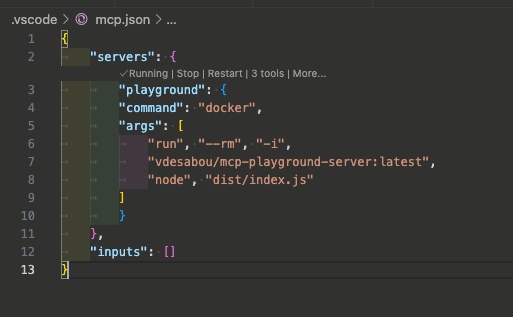 .vscode > mcp.json > ...
1 {
2 "servers": {
✓Running | Stop | Restart | 3 tools | More...
3 "playground": {
4 "command": "docker",
5 "args": [
6 "run", "--rm", "-i",
7 "vdesabou/mcp-playground-server:latest",
8 "node", "dist/index.js"
9 ]
10 }
11 },
12 "inputs": []
13 }